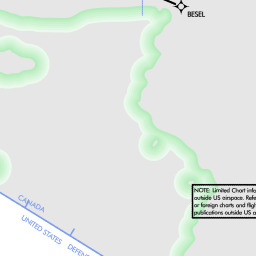 BESEL
NOTE: Limited Chart info
outside US airspace. Refe
or foreign charts and fligh
publications outside US a
CANADA
UNITED STATES DEFEN